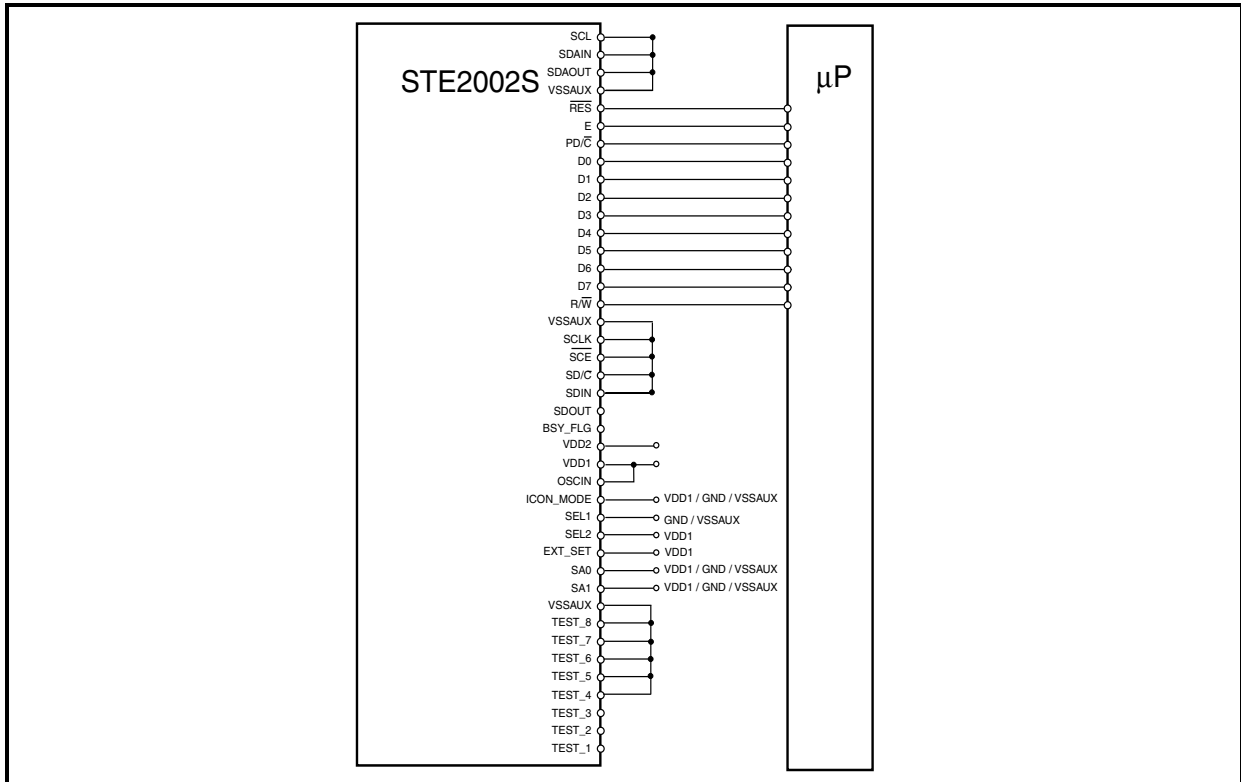 STE2002S
μP
SCL
SDAIN
SDAOUT
VSSAUX
R̅E̅S̅
E
PD/C̅
D0
D1
D2
D3
D4
D5
D6
D7
R/W̅
VSSAUX
SCLK
S̅C̅E̅
SD/C̅
SDIN
SDOUT
BSY_FLG
VDD2
VDD1
OSCIN
ICON_MODE VDD1 / GND / VSSAUX
SEL1 GND / VSSAUX
SEL2 VDD1
EXT_SET VDD1
SA0 VDD1 / GND / VSSAUX
SA1 VDD1 / GND / VSSAUX
VSSAUX
TEST_8
TEST_7
TEST_6
TEST_5
TEST_4
TEST_3
TEST_2
TEST_1